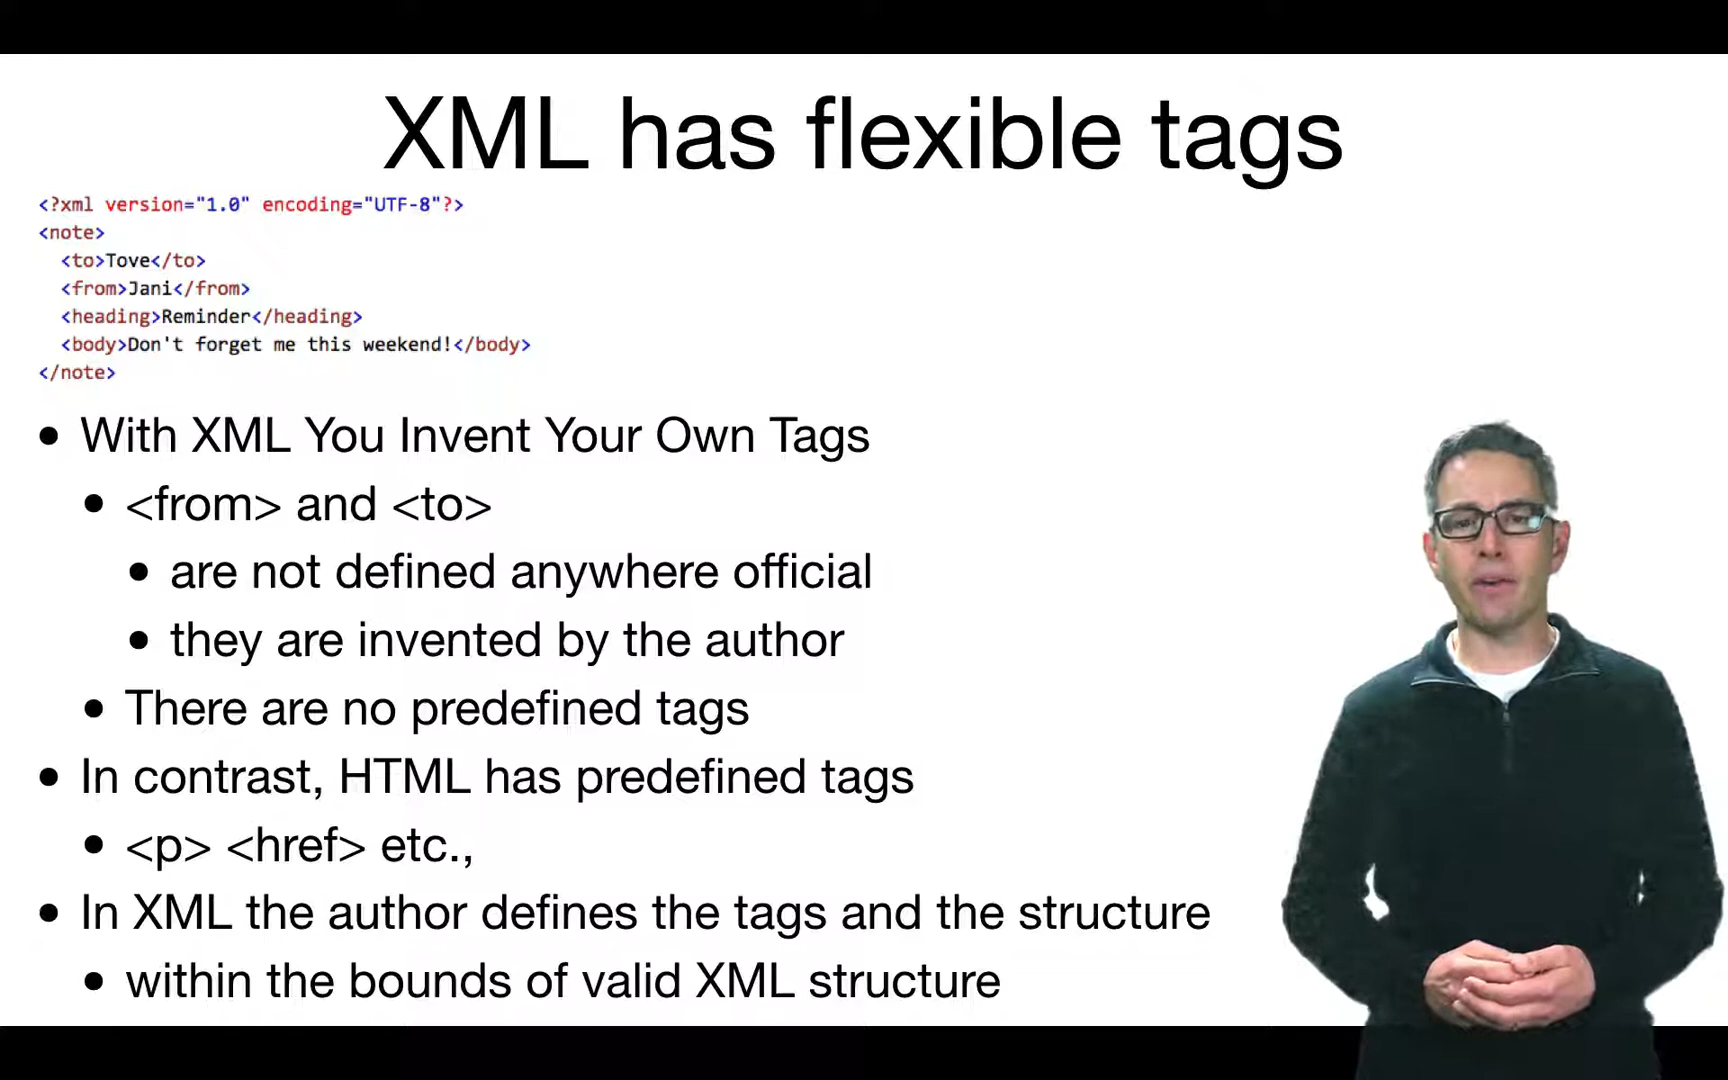 XML has flexible tags
<?xml version="1.0" encoding="UTF-8"?>
<note>
<to>Tove</to>
<from>Jani</from>
<heading>Reminder</heading>
<body>Don't forget me this weekend!</body>
</note>
• With XML You Invent Your Own Tags
• <from> and <to>
• are not defined anywhere official
• they are invented by the author
• There are no predefined tags
• In contrast, HTML has predefined tags
• <p> <href> etc.,
• In XML the author defines the tags and the structure
• within the bounds of valid XML structure